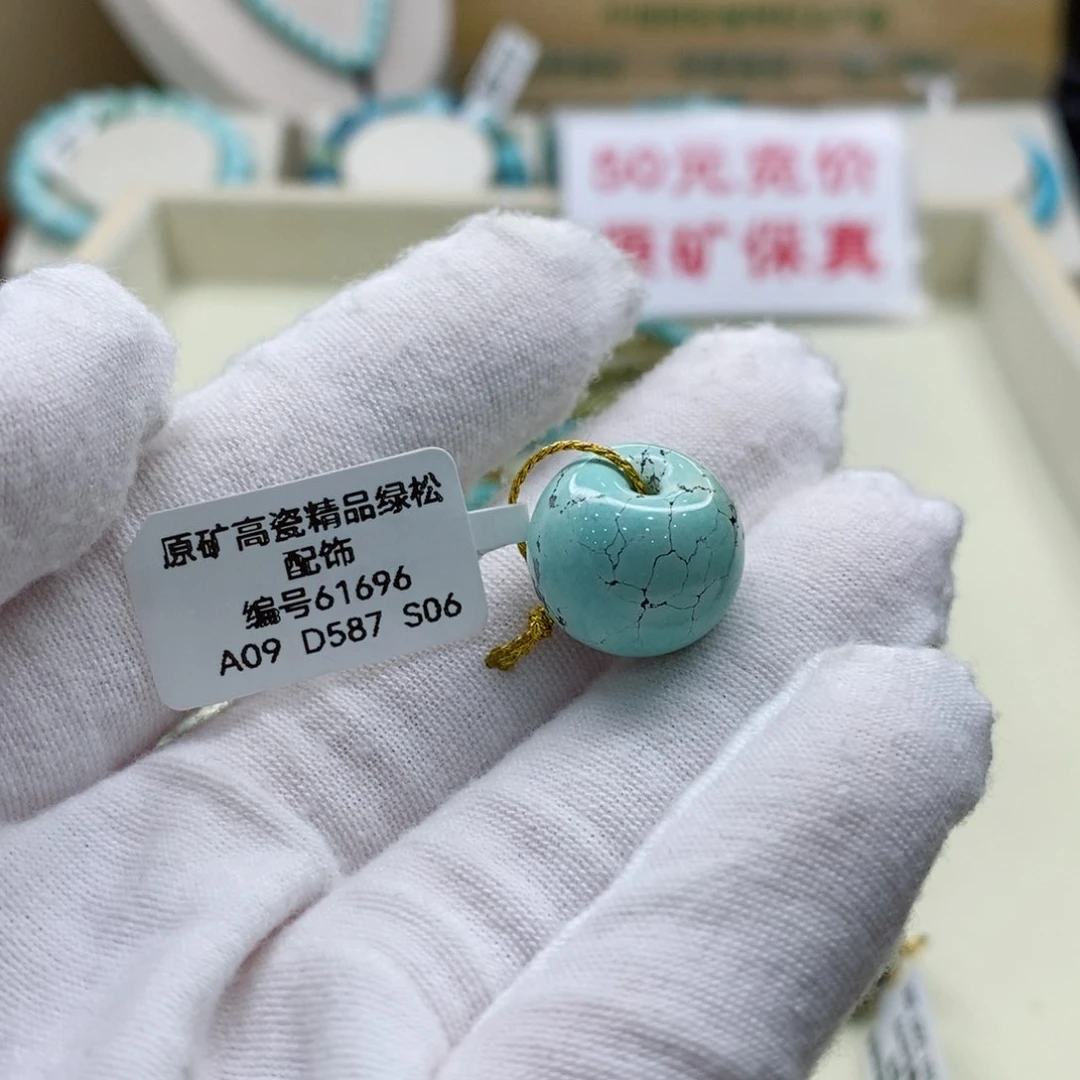 50元竞价
原矿保真
原矿高瓷精品绿松
配饰
编号61696
A09 D587 S06